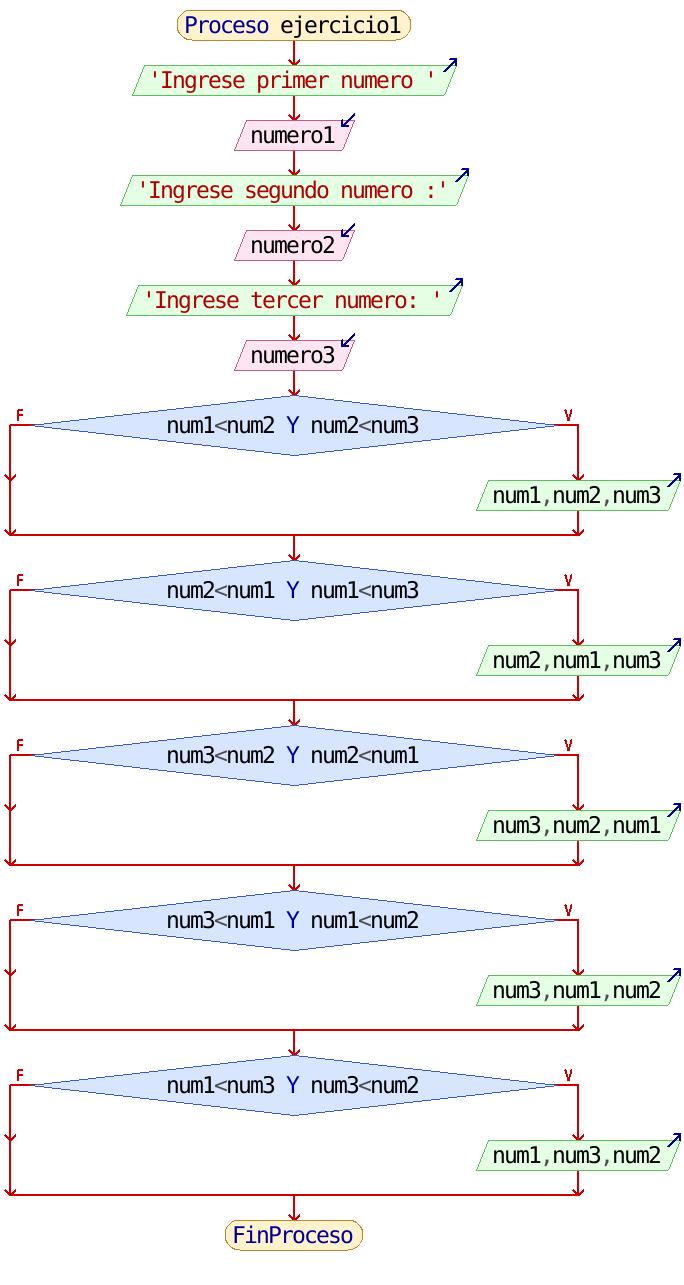 Proceso ejercicio1
'Ingrese primer numero '
numero1
'Ingrese segundo numero :'
numero2
'Ingrese tercer numero: '
numero3
F
V
num1<num2 Y num2<num3
num1,num2,num3
F
V
num2<num1 Y num1<num3
num2,num1,num3
F
V
num3<num2 Y num2<num1
num3,num2,num1
F
V
num3<num1 Y num1<num2
num3,num1,num2
F
V
num1<num3 Y num3<num2
num1,num3,num2
FinProceso